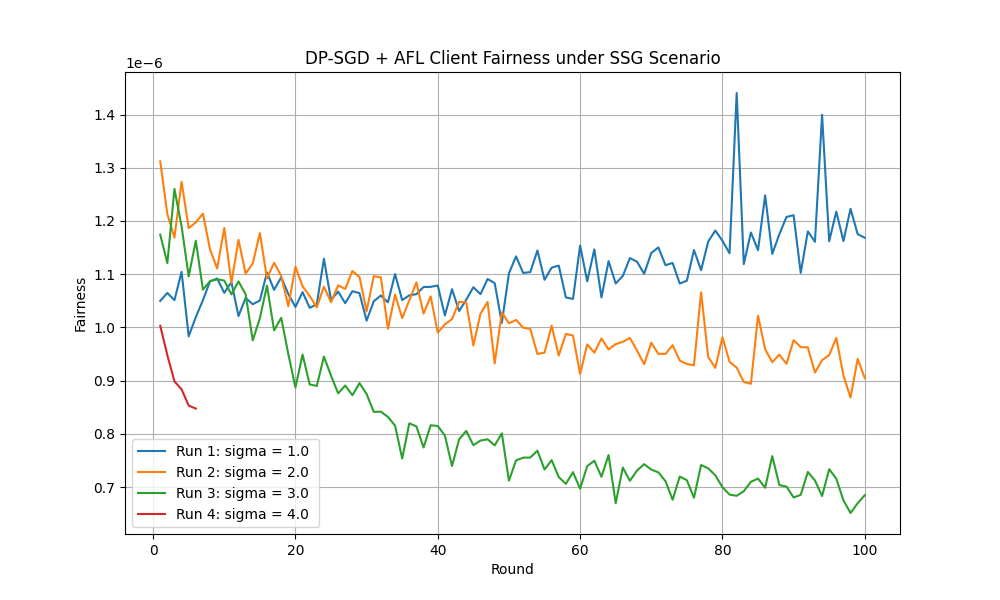 DP-SGD + AFL Client Fairness under SSG Scenario
1e−6
1.4
1.3
1.2
1.1
1.0
0.9
0.8
0.7
Fairness
Run 1: sigma = 1.0
Run 2: sigma = 2.0
Run 3: sigma = 3.0
Run 4: sigma = 4.0
0 20 40 60 80 100
Round